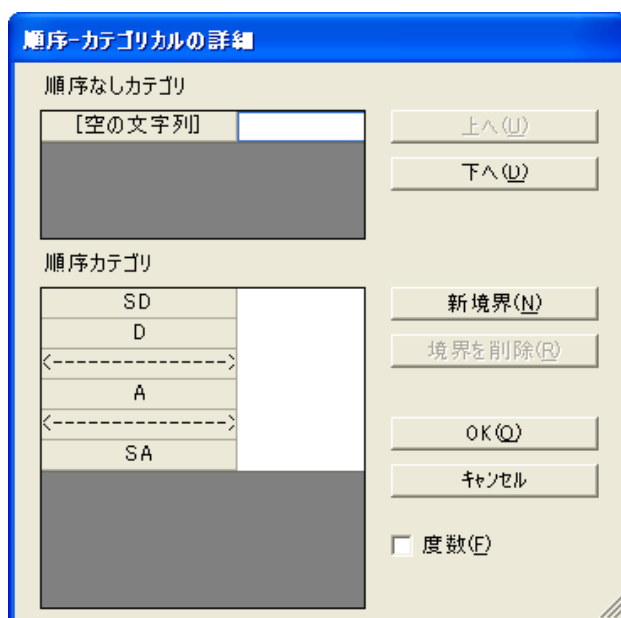 順序-カテゴリカルの詳細
順序なしカテゴリ
[空の文字列]
上へ(U)
下へ(D)
順序カテゴリ
SD
D
<--------------->
A
<--------------->
SA
新境界(N)
境界を削除(R)
OK(O)
キャンセル
度数(F)